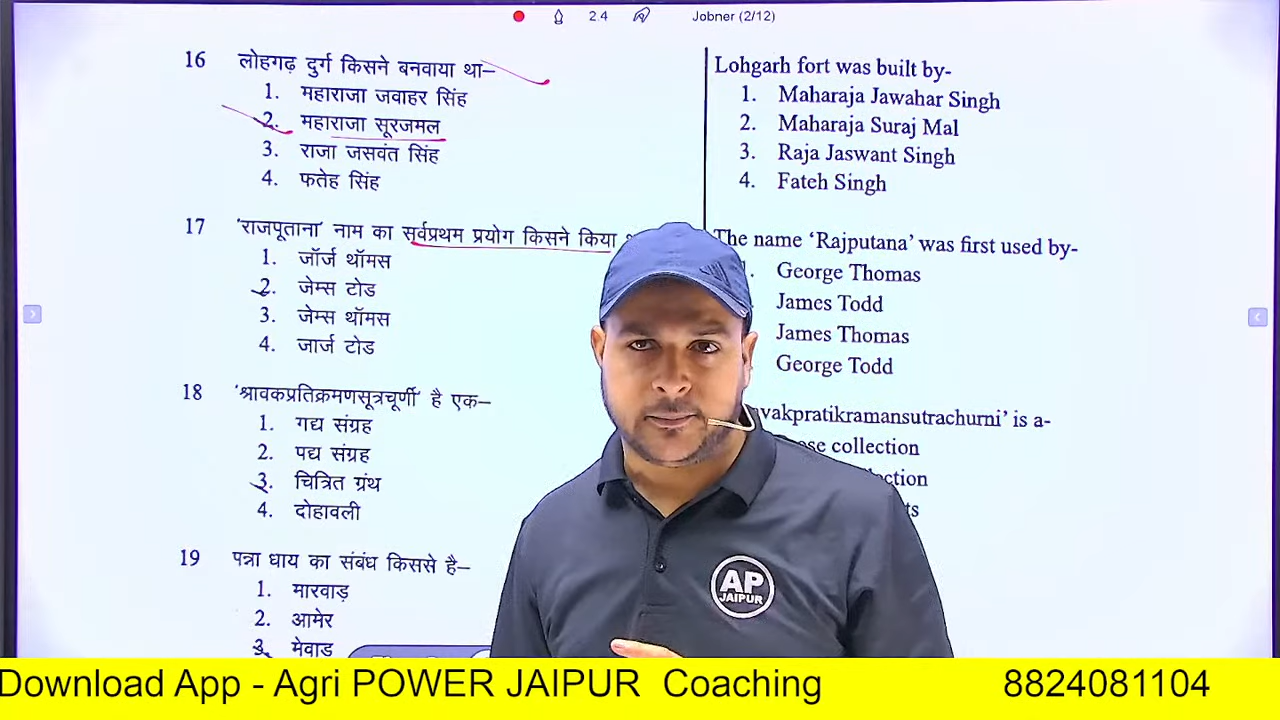 2.4 Jobner (2/12)
16 लोहगढ़ दुर्ग किसने बनवाया था–
1. महाराजा जवाहर सिंह
2. महाराजा सूरजमल
3. राजा जसवंत सिंह
4. फतेह सिंह
Lohgarh fort was built by-
1. Maharaja Jawahar Singh
2. Maharaja Suraj Mal
3. Raja Jaswant Singh
4. Fateh Singh
17 'राजपूताना' नाम का सर्वप्रथम प्रयोग किसने किया
1. जॉर्ज थॉमस
2. जेम्स टोड
3. जेम्स थॉमस
4. जार्ज टोड
The name ‘Rajputana’ was first used by-
George Thomas
James Todd
James Thomas
George Todd
18 'श्रावकप्रतिक्रमणसूत्रचूर्णी' है एक–
1. गद्य संग्रह
2. पद्य संग्रह
3. चित्रित ग्रंथ
4. दोहावली
is a-
collection
19 पन्ना धाय का संबंध किससे है–
1. मारवाड़
2. आमेर
3. मेवाड
AP
JAIPUR
Download App - Agri POWER JAIPUR Coaching 8824081104